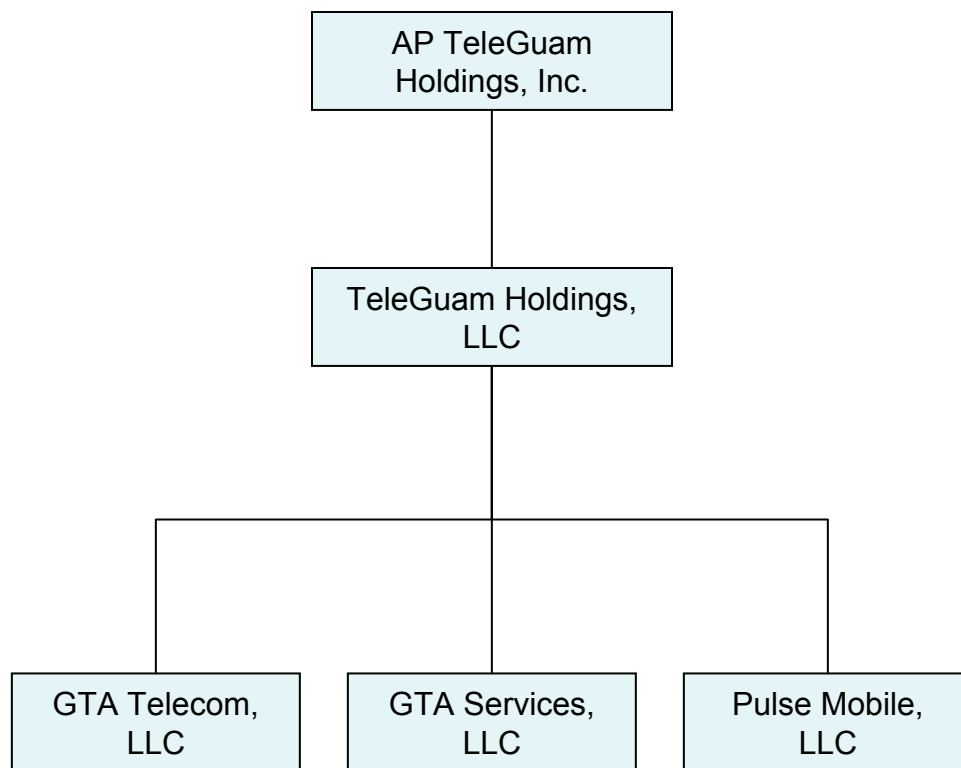 AP TeleGuam
Holdings, Inc.
TeleGuam Holdings,
LLC
GTA Telecom,
LLC
GTA Services,
LLC
Pulse Mobile,
LLC